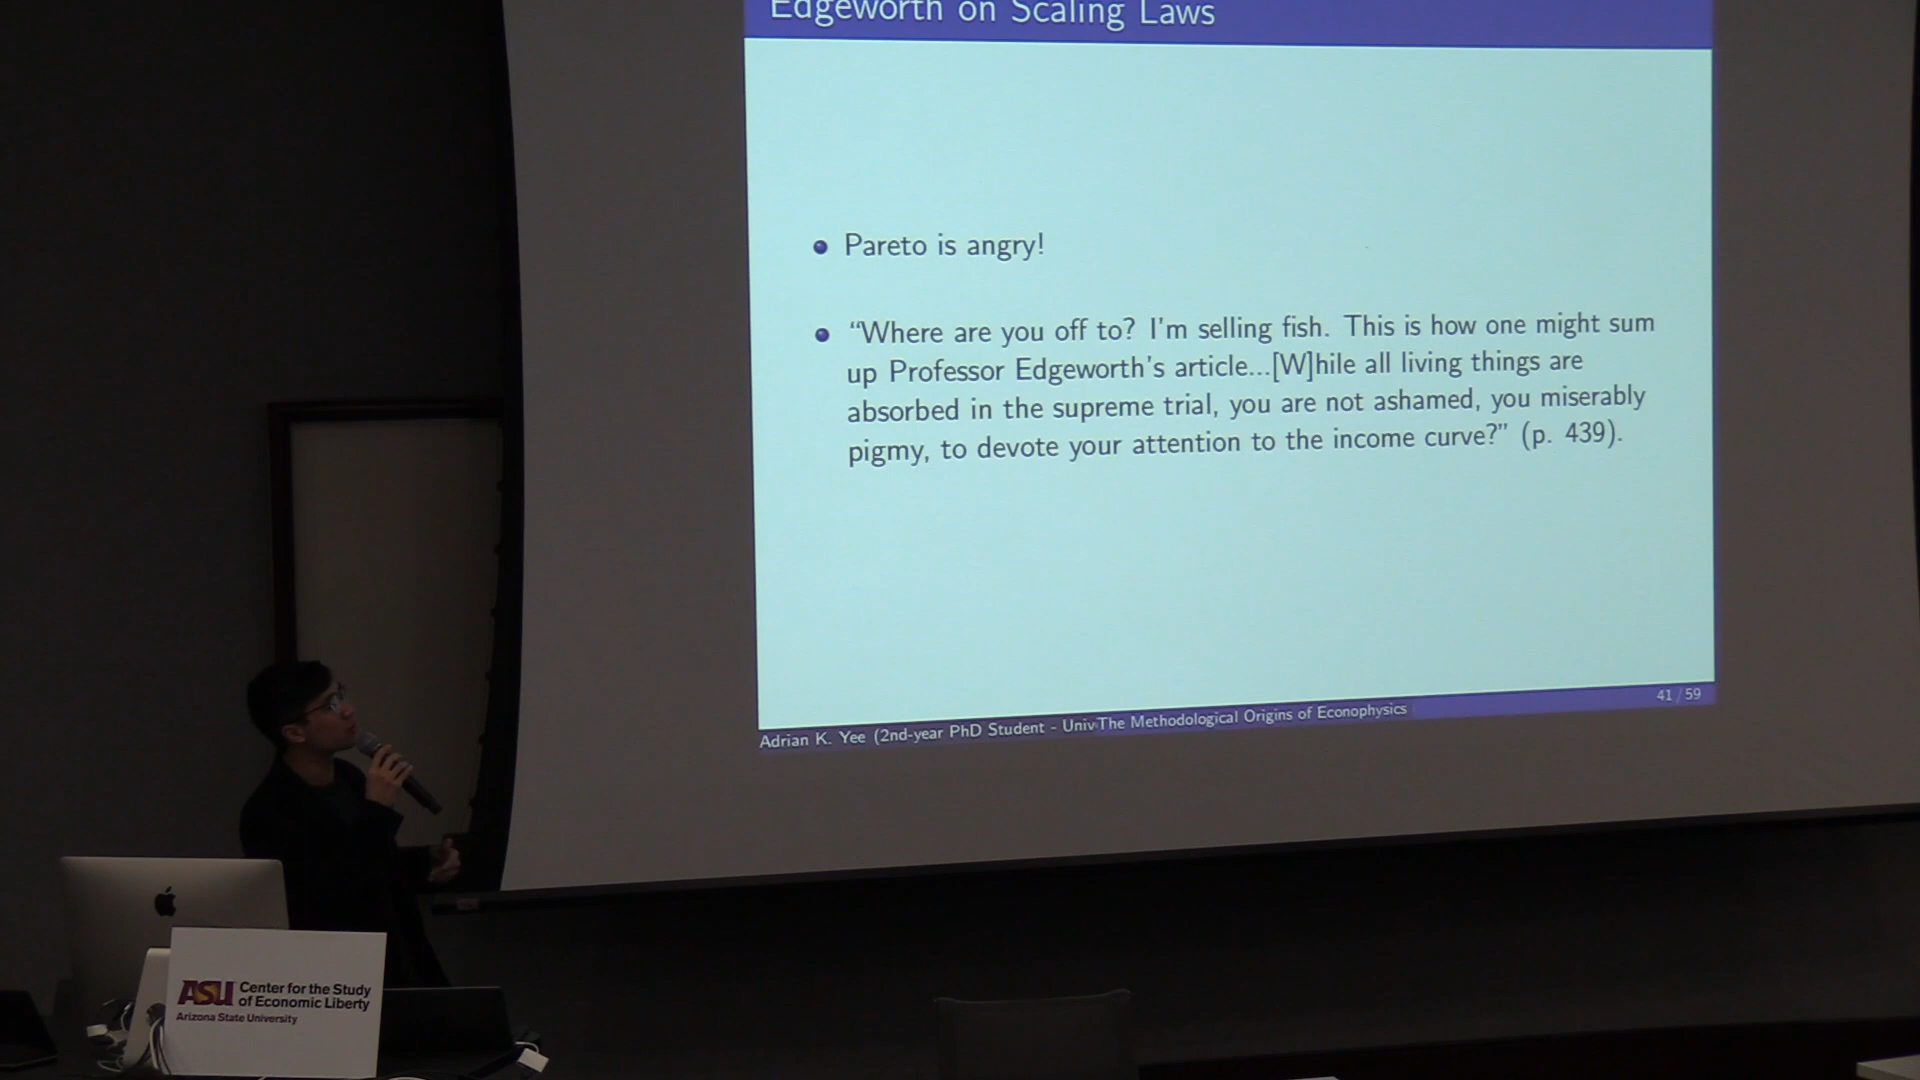 Edgeworth on Scaling Laws
Pareto is angry!
“Where are you off to? I'm selling fish. This is how one might sum
up Professor Edgeworth's article...[W]hile all living things are
absorbed in the supreme trial, you are not ashamed, you miserably
pigmy, to devote your attention to the income curve?” (p. 439).
41 / 59
Adrian K. Yee (2nd-year PhD Student - Univ The Methodological Origins of Econophysics
ASU Center for the Study
of Economic Liberty
Arizona State University